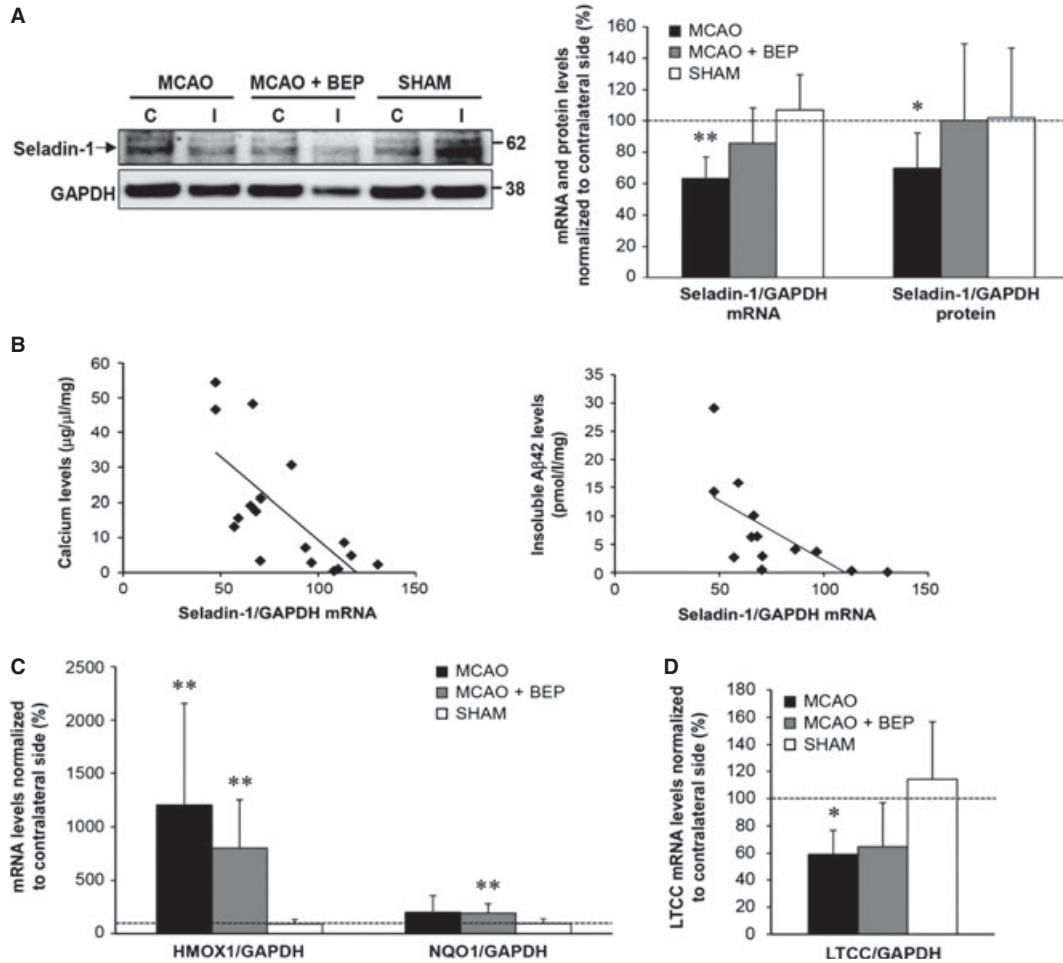 A
MCAO MCAO + BEP SHAM
C I C I C I
Seladin-1
62
GAPDH
38
mRNA and protein levels
normalized to contralateral side (%)
160
140
120
100
80
60
40
20
0
MCAO
MCAO + BEP
SHAM
**
*
Seladin-1/GAPDH
mRNA
Seladin-1/GAPDH
protein
B
Calcium levels (µg/µl/mg)
60
50
40
30
20
10
0
0 50 100 150
Seladin-1/GAPDH mRNA
Insoluble Aβ42 levels
(pmol/l/mg)
35
30
25
20
15
10
5
0
0 50 100 150
Seladin-1/GAPDH mRNA
C
mRNA levels normalized
to contralateral side (%)
2500
2000
1500
1000
500
0
MCAO
MCAO + BEP
SHAM
**
**
**
HMOX1/GAPDH
NQO1/GAPDH
D
LTCC mRNA levels normalized
to contralateral side (%)
180
160
140
120
100
80
60
40
20
0
MCAO
MCAO + BEP
SHAM
*
LTCC/GAPDH